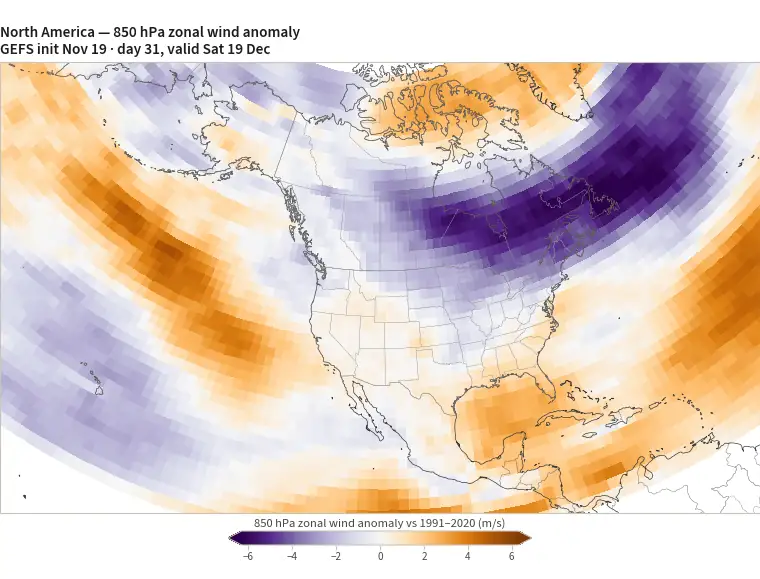 North America — 850 hPa zonal wind anomaly
GEFS init Nov 19 · day 31, valid Sat 19 Dec
850 hPa zonal wind anomaly vs 1991–2020 (m/s)
−6 −4 −2 0 2 4 6